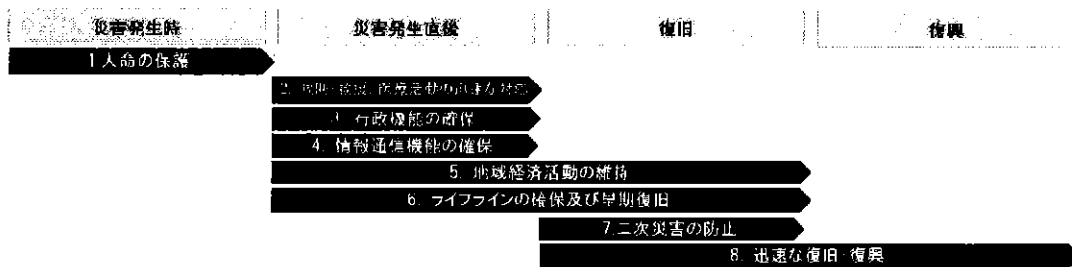 災害発生時 災害発生直後 復旧 復興
1 人命の保護
2. 救助・救援、医療活動の迅速な対応
3. 行政機能の確保
4. 情報通信機能の確保
5. 地域経済活動の維持
6. ライフラインの確保及び早期復旧
7.二次災害の防止
8. 迅速な復旧・復興